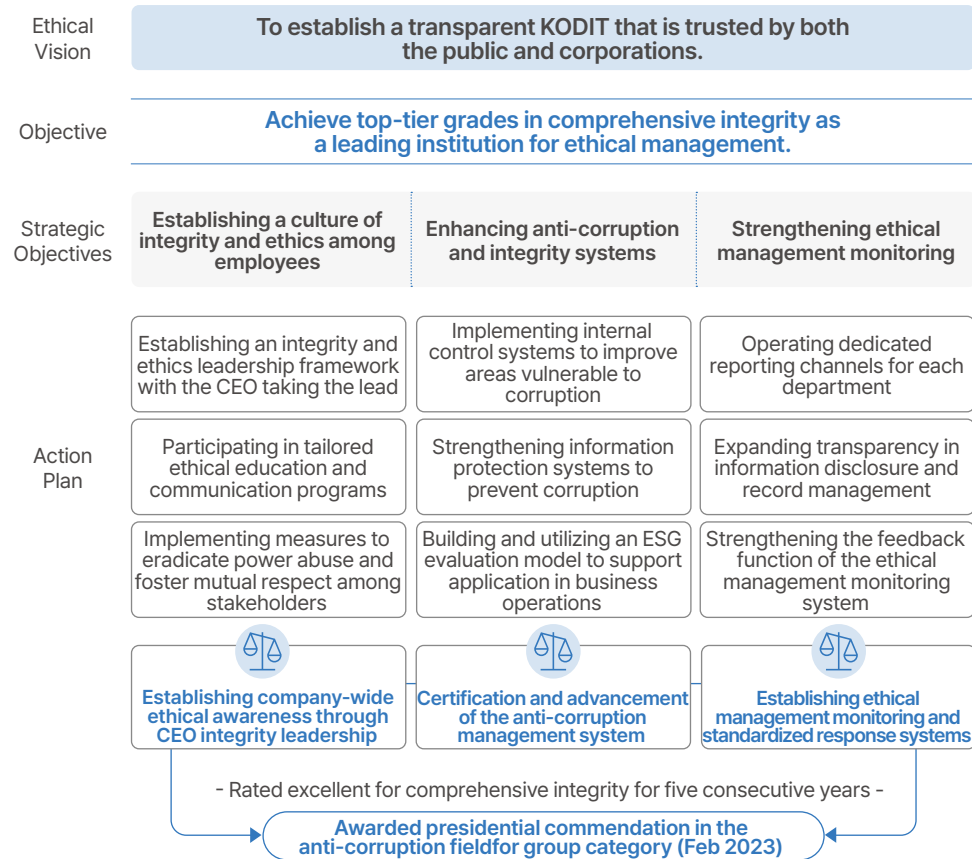 Ethical
Vision
To establish a transparent KODIT that is trusted by both
the public and corporations.
Objective
Achieve top-tier grades in comprehensive integrity as
a leading institution for ethical management.
Strategic
Objectives
Establishing a culture of
integrity and ethics among
employees
Enhancing anti-corruption
and integrity systems
Strengthening ethical
management monitoring
Action
Plan
Establishing an integrity and
ethics leadership framework
with the CEO taking the lead
Implementing internal
control systems to improve
areas vulnerable to
corruption
Operating dedicated
reporting channels for each
department
Participating in tailored
ethical education and
communication programs
Strengthening information
protection systems to
prevent corruption
Expanding transparency in
information disclosure and
record management
Implementing measures to
eradicate power abuse and
foster mutual respect among
stakeholders
Building and utilizing an ESG
evaluation model to support
application in business
operations
Strengthening the feedback
function of the ethical
management monitoring
system
Establishing company-wide
ethical awareness through
CEO integrity leadership
Certification and advancement
of the anti-corruption
management system
Establishing ethical
management monitoring and
standardized response systems
- Rated excellent for comprehensive integrity for five consecutive years -
Awarded presidential commendation in the
anti-corruption fieldfor group category (Feb 2023)